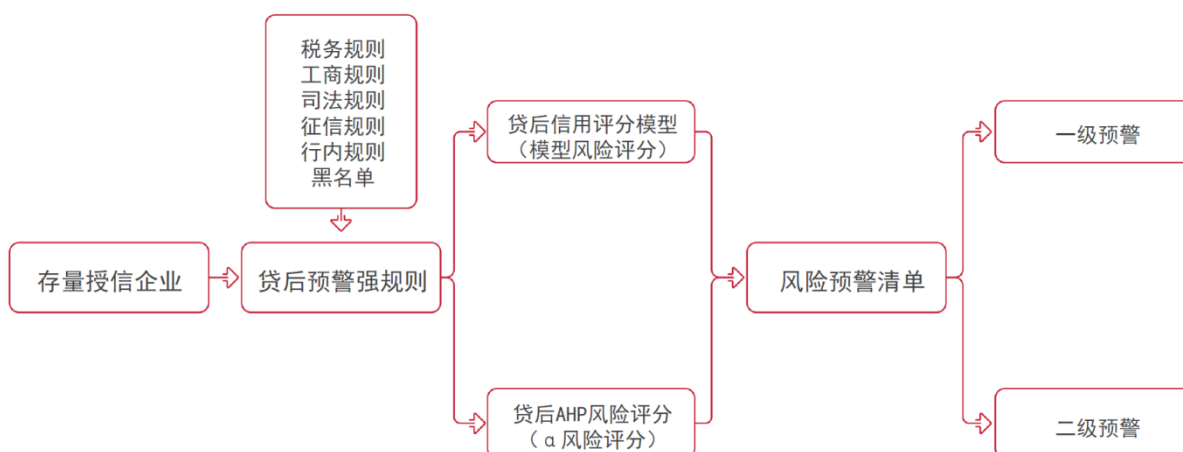 税务规则
工商规则
司法规则
征信规则
行内规则
黑名单
存量授信企业
贷后预警强规则
贷后信用评分模型
（模型风险评分）
贷后AHP风险评分
（α风险评分）
风险预警清单
一级预警
二级预警